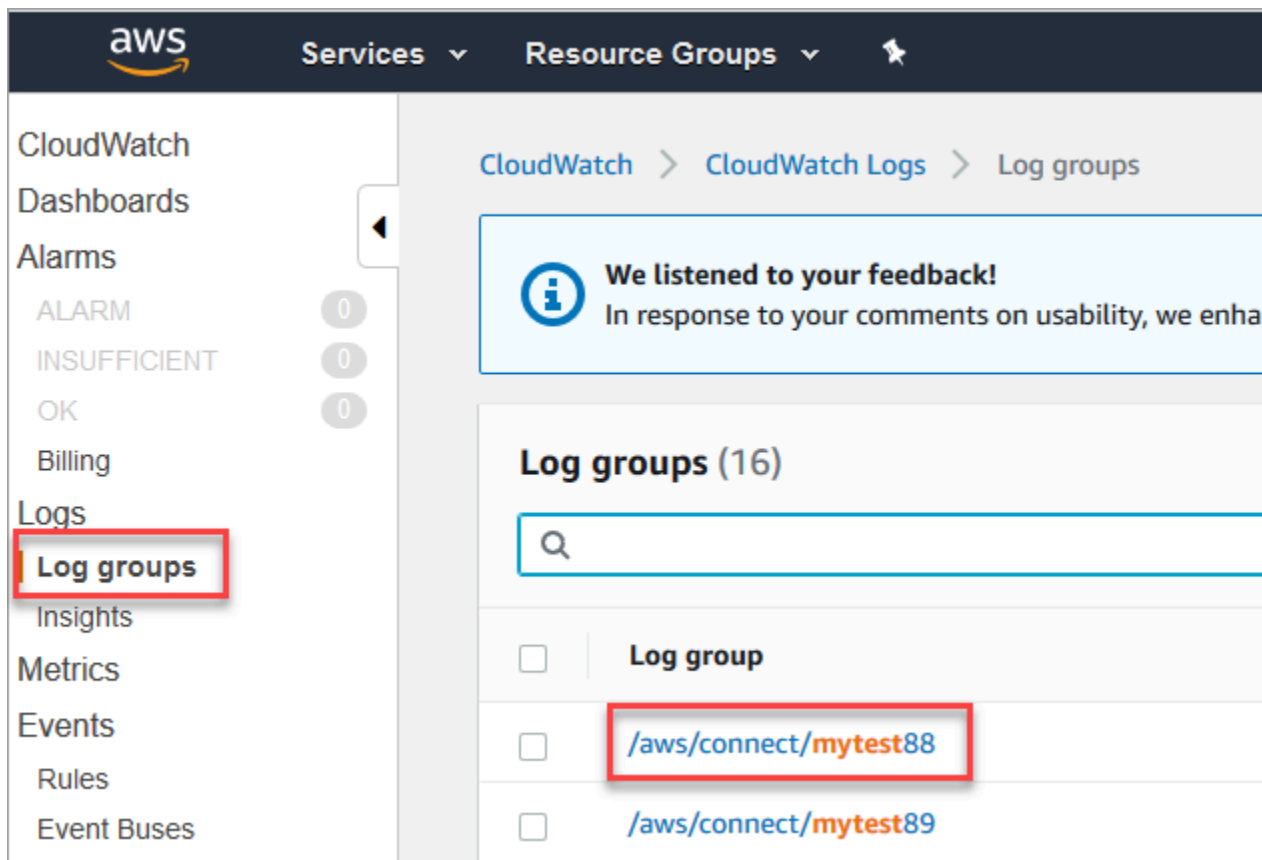 aws
Services
Resource Groups
CloudWatch
Dashboards
Alarms
ALARM 0
INSUFFICIENT 0
OK 0
Billing
Logs
Log groups
Insights
Metrics
Events
Rules
Event Buses
CloudWatch > CloudWatch Logs > Log groups
We listened to your feedback!
In response to your comments on usability, we enha
Log groups (16)
Log group
/aws/connect/mytest88
/aws/connect/mytest89